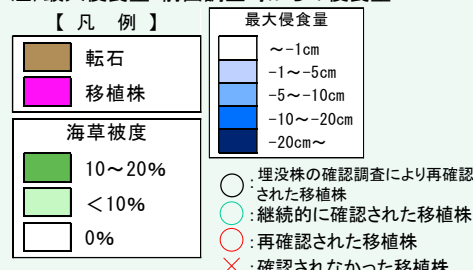 【 凡 例 】
転石
移植株
海草被度
10～20%
＜10%
0%
最大侵食量
～-1cm
-1～-5cm
-5～-10cm
-10～-20cm
-20cm～
：埋没株の確認調査により再確認
された移植株
：継続的に確認された移植株
：再確認された移植株
：確認されなかった移植株